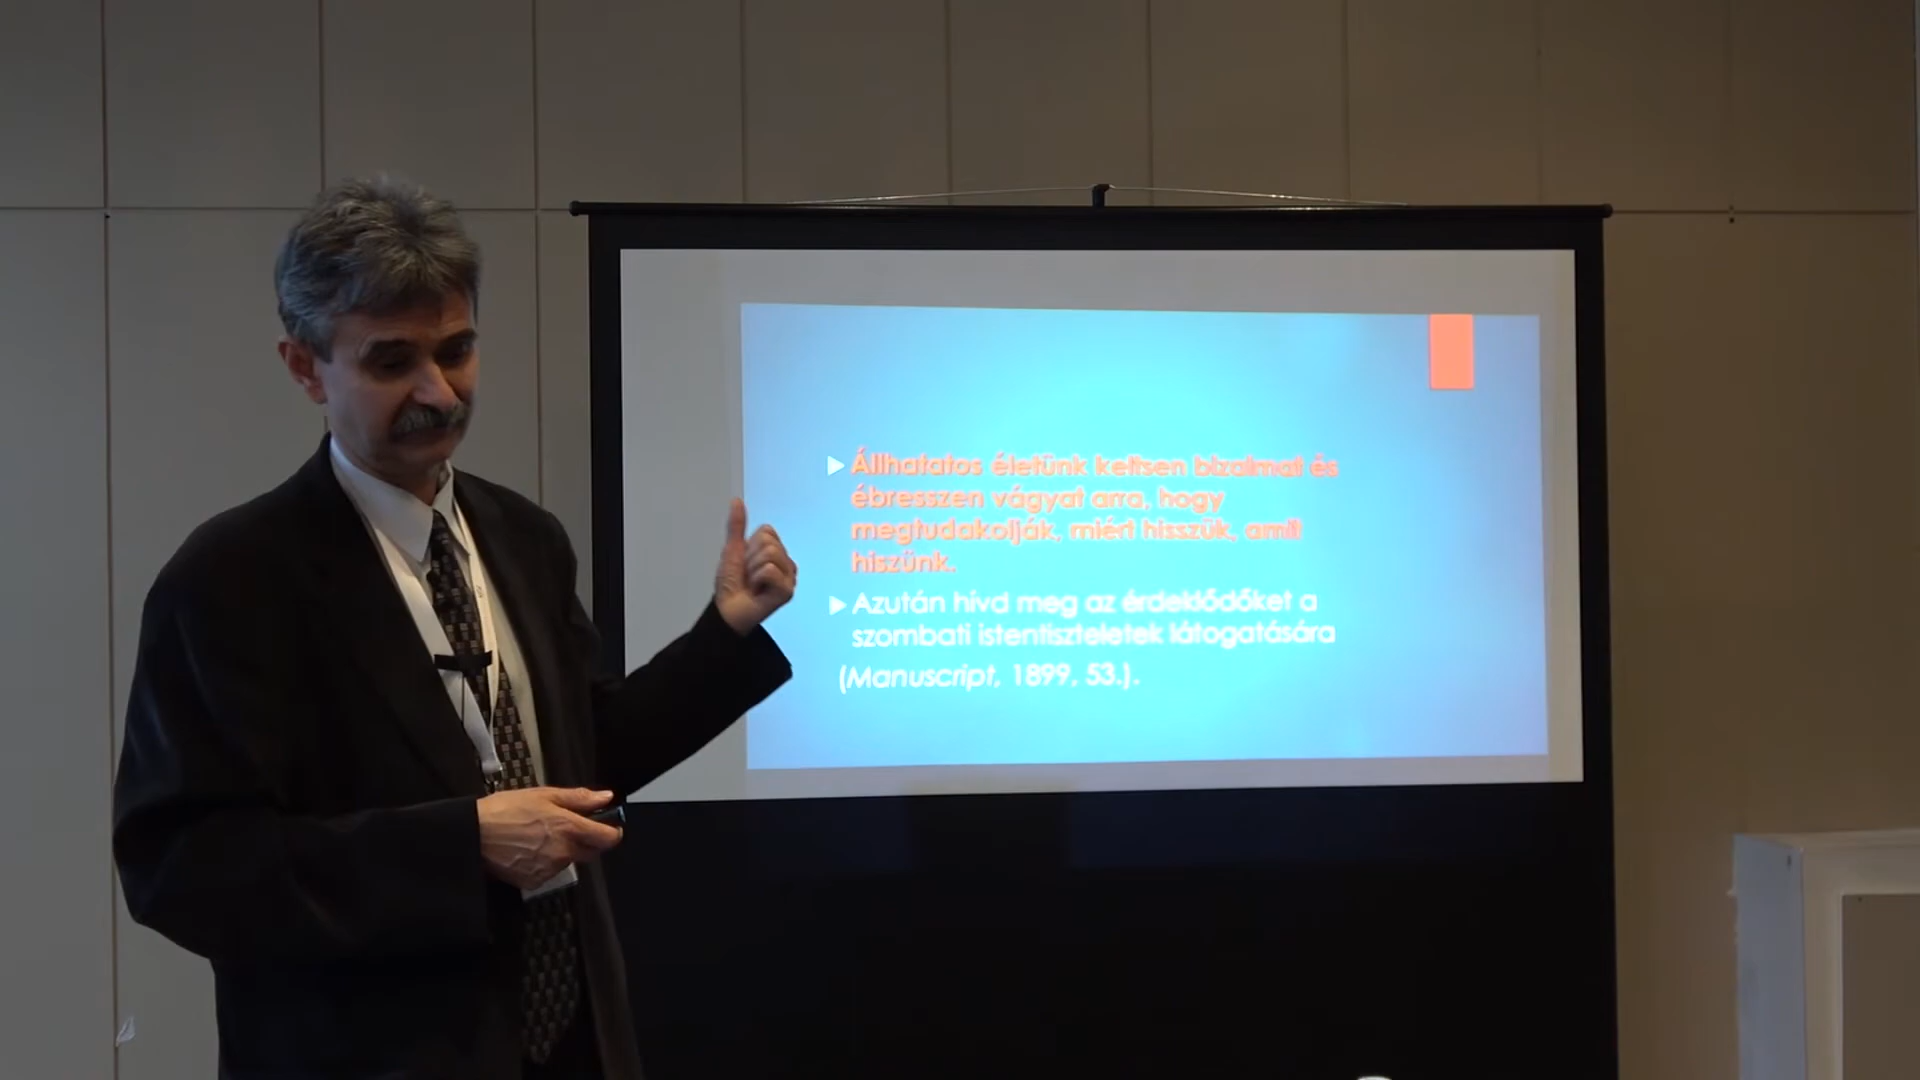 Állhatatos életünk keltsen bizalmat és
ébresszen vágyat arra, hogy
megtudakolják, miért hisszük, amit
hiszünk.
Azután hívd meg az érdeklődőket a
szombati istentiszteletek látogatására
(Manuscript, 1899, 53.).